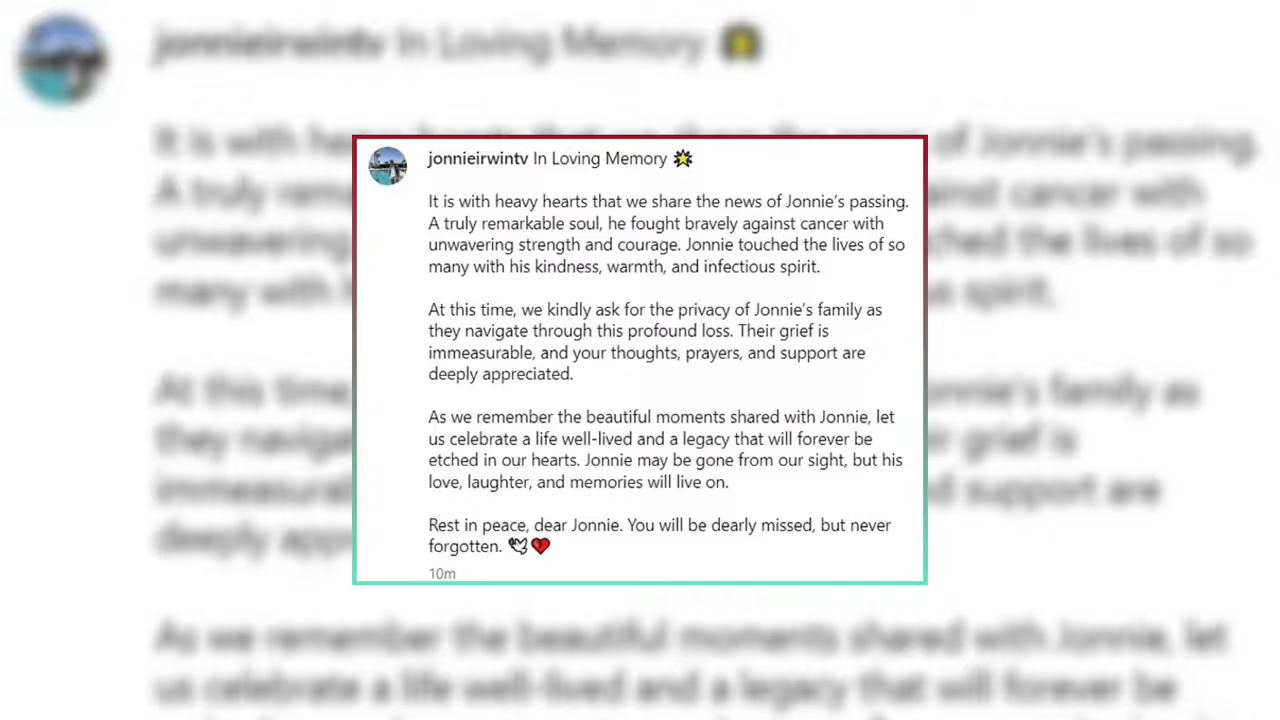 jonnieirwintv In Loving Memory 🌟
It is with heavy hearts that we share the news of Jonnie's passing.
A truly remarkable soul, he fought bravely against cancer with
unwavering strength and courage. Jonnie touched the lives of so
many with his kindness, warmth, and infectious spirit.
At this time, we kindly ask for the privacy of Jonnie's family as
they navigate through this profound loss. Their grief is
immeasurable, and your thoughts, prayers, and support are
deeply appreciated.
As we remember the beautiful moments shared with Jonnie, let
us celebrate a life well-lived and a legacy that will forever be
etched in our hearts. Jonnie may be gone from our sight, but his
love, laughter, and memories will live on.
Rest in peace, dear Jonnie. You will be dearly missed, but never
forgotten. 🕊💔
10m